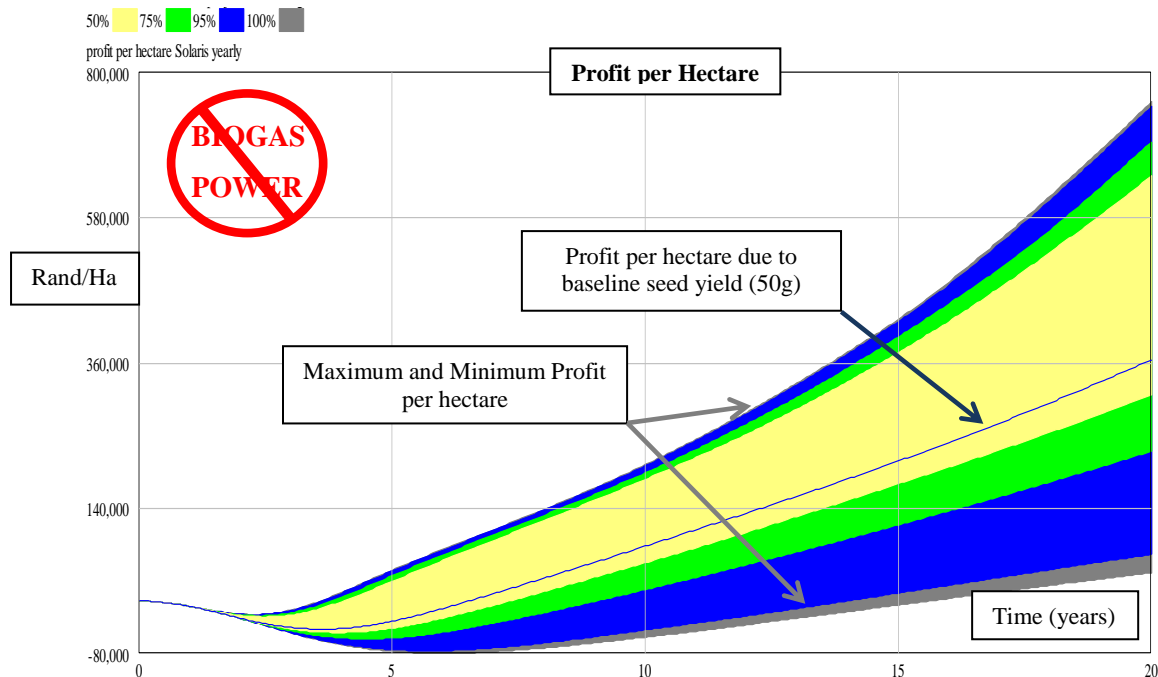 50% 75% 95% 100%
profit per hectare Solaris yearly
800,000
Profit per Hectare
BIOGAS
POWER
580,000
Profit per hectare due to
baseline seed yield (50g)
Rand/Ha
360,000
Maximum and Minimum Profit
per hectare
140,000
Time (years)
-80,000
0 5 10 15 20